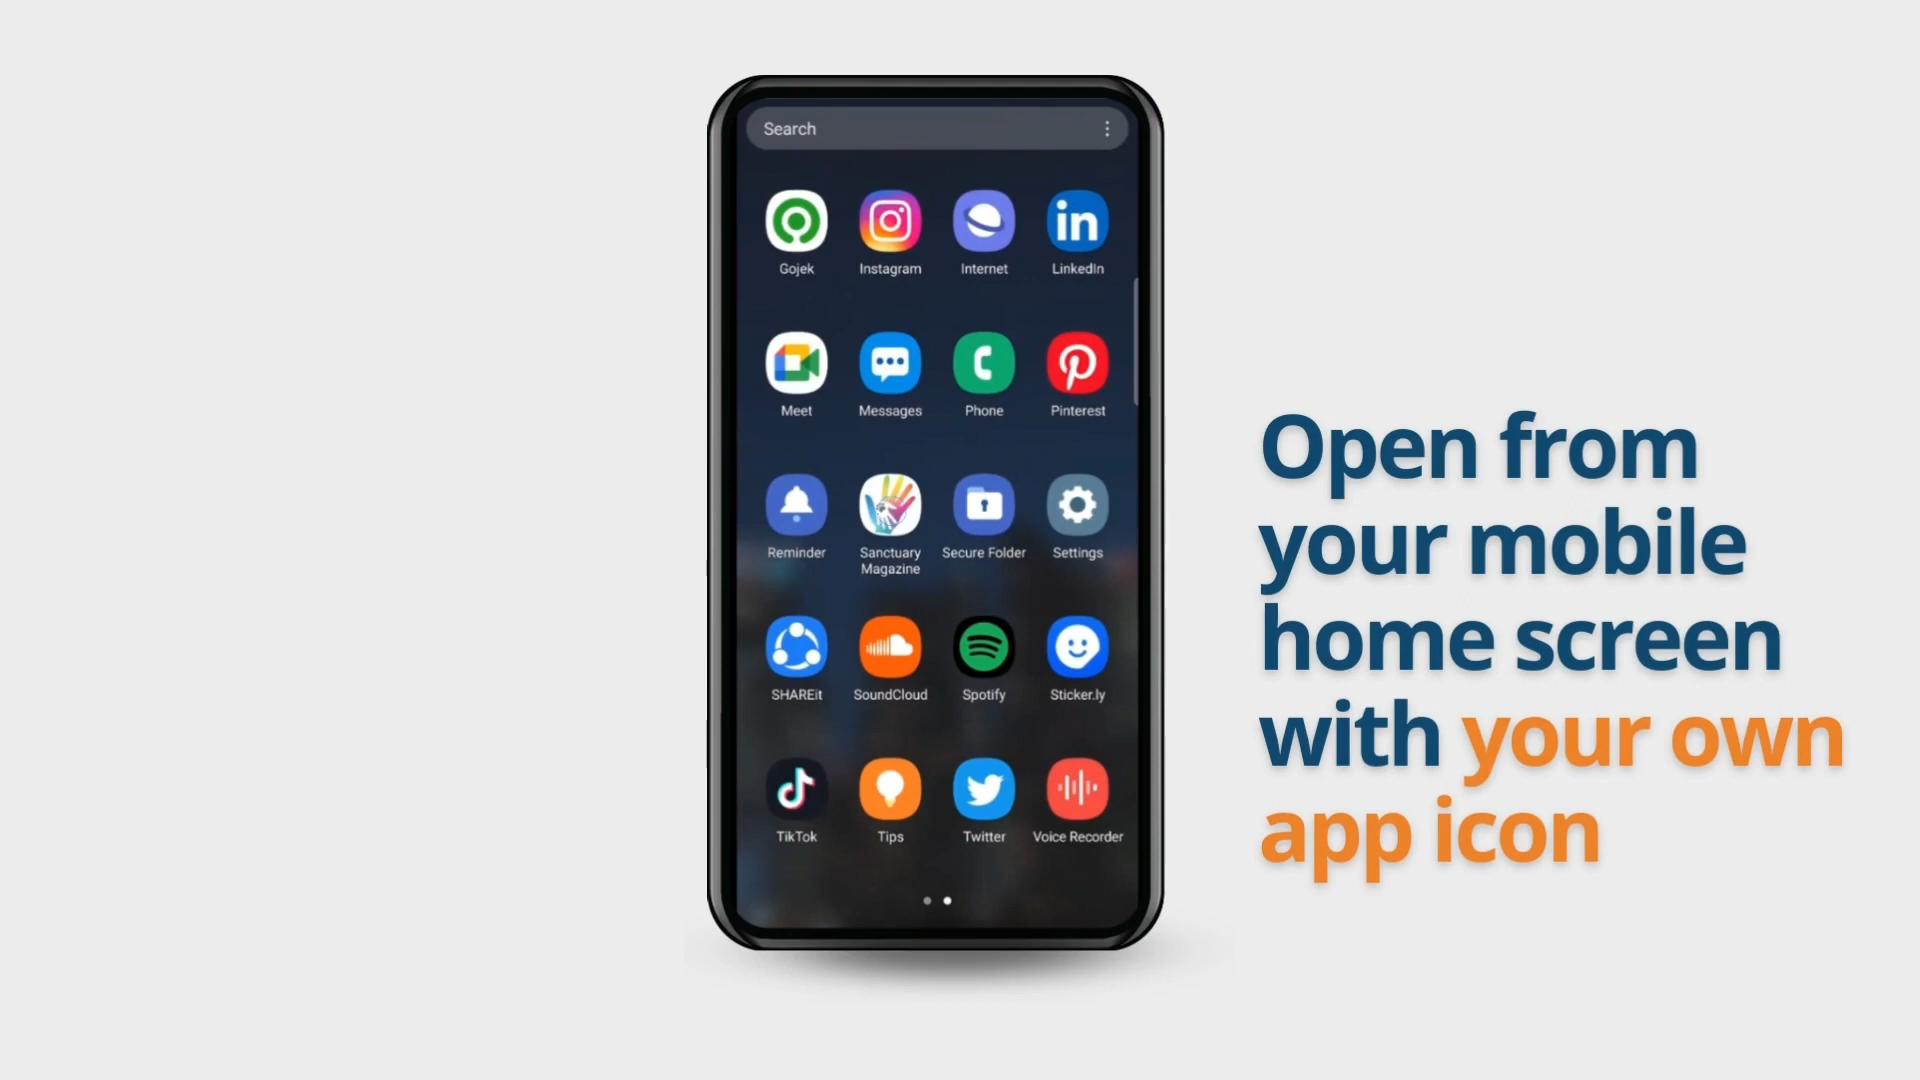 Search
Gojek
Instagram
Internet
LinkedIn
in
Meet
Messages
Phone
Pinterest
Reminder
Sanctuary
Magazine
Secure Folder
Settings
SHAREit
SoundCloud
Spotify
Sticker.ly
TikTok
Tips
Twitter
Voice Recorder
Open from
your mobile
home screen
with your own
app icon